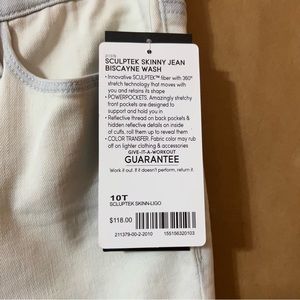 SCULPTEK SKINNY JEAN
BISCAYNE WASH
• Innovative SCULPTEK™ fiber with 360°
stretch technology that moves with
you and retains its shape
• POWERPOCKETS. Amazingly stretchy
front pockets are designed to
support and hold you in
• Reflective thread on back pockets &
hidden reflective details on inside
of cuffs, roll them up to reveal them
• COLOR TRANSFER. Fabric color may rub
off on lighter clothing & accessories
GIVE-IT-A-WORKOUT
GUARANTEE
Work it out. If it doesn't perform, return it.
10T
SCLUPTEK SKINN-LIGO
$118.00
211379-00-2-2010
155156320103